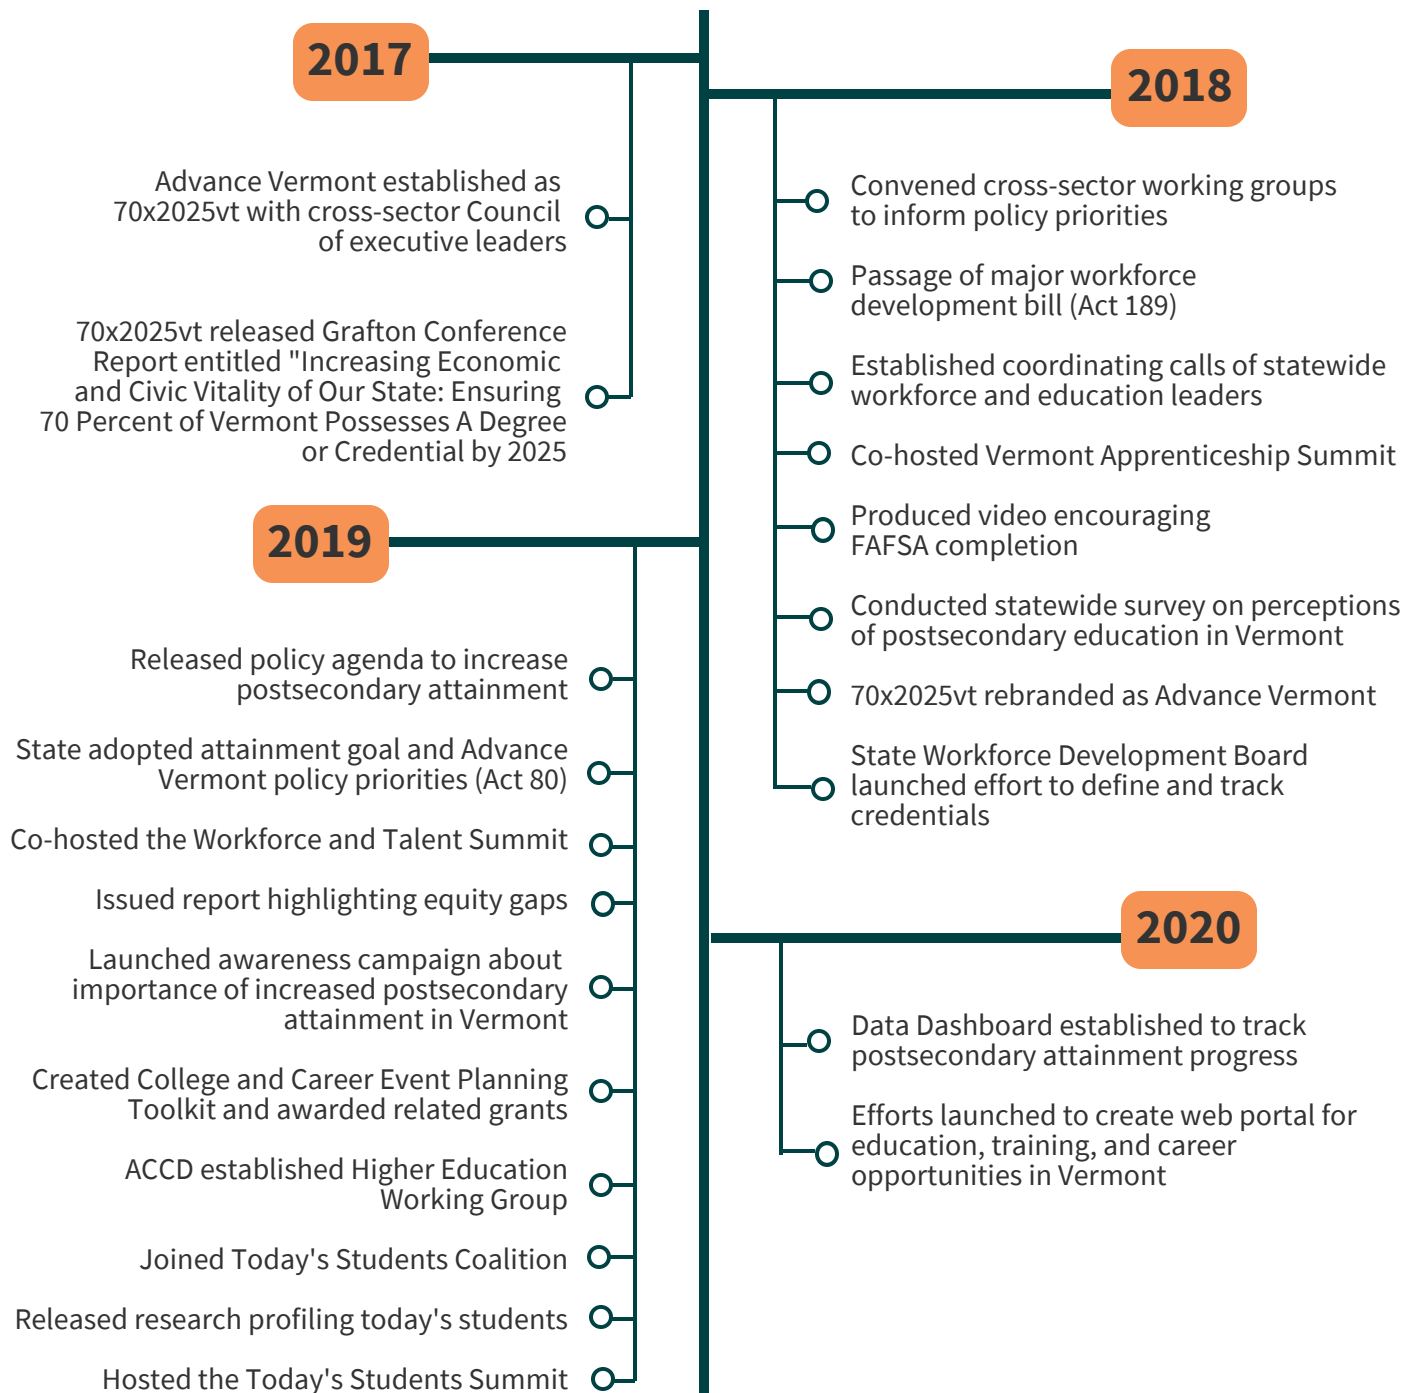 2017
Advance Vermont established as
70x2025vt with cross-sector Council
of executive leaders
70x2025vt released Grafton Conference
Report entitled "Increasing Economic
and Civic Vitality of Our State: Ensuring
70 Percent of Vermont Possesses A Degree
or Credential by 2025
2018
Convened cross-sector working groups
to inform policy priorities
Passage of major workforce
development bill (Act 189)
Established coordinating calls of statewide
workforce and education leaders
Co-hosted Vermont Apprenticeship Summit
Produced video encouraging
FAFSA completion
Conducted statewide survey on perceptions
of postsecondary education in Vermont
70x2025vt rebranded as Advance Vermont
State Workforce Development Board
launched effort to define and track
credentials
2019
Released policy agenda to increase
postsecondary attainment
State adopted attainment goal and Advance
Vermont policy priorities (Act 80)
Co-hosted the Workforce and Talent Summit
Issued report highlighting equity gaps
Launched awareness campaign about
importance of increased postsecondary
attainment in Vermont
Created College and Career Event Planning
Toolkit and awarded related grants
ACCD established Higher Education
Working Group
Joined Today's Students Coalition
Released research profiling today's students
Hosted the Today's Students Summit
2020
Data Dashboard established to track
postsecondary attainment progress
Efforts launched to create web portal for
education, training, and career
opportunities in Vermont